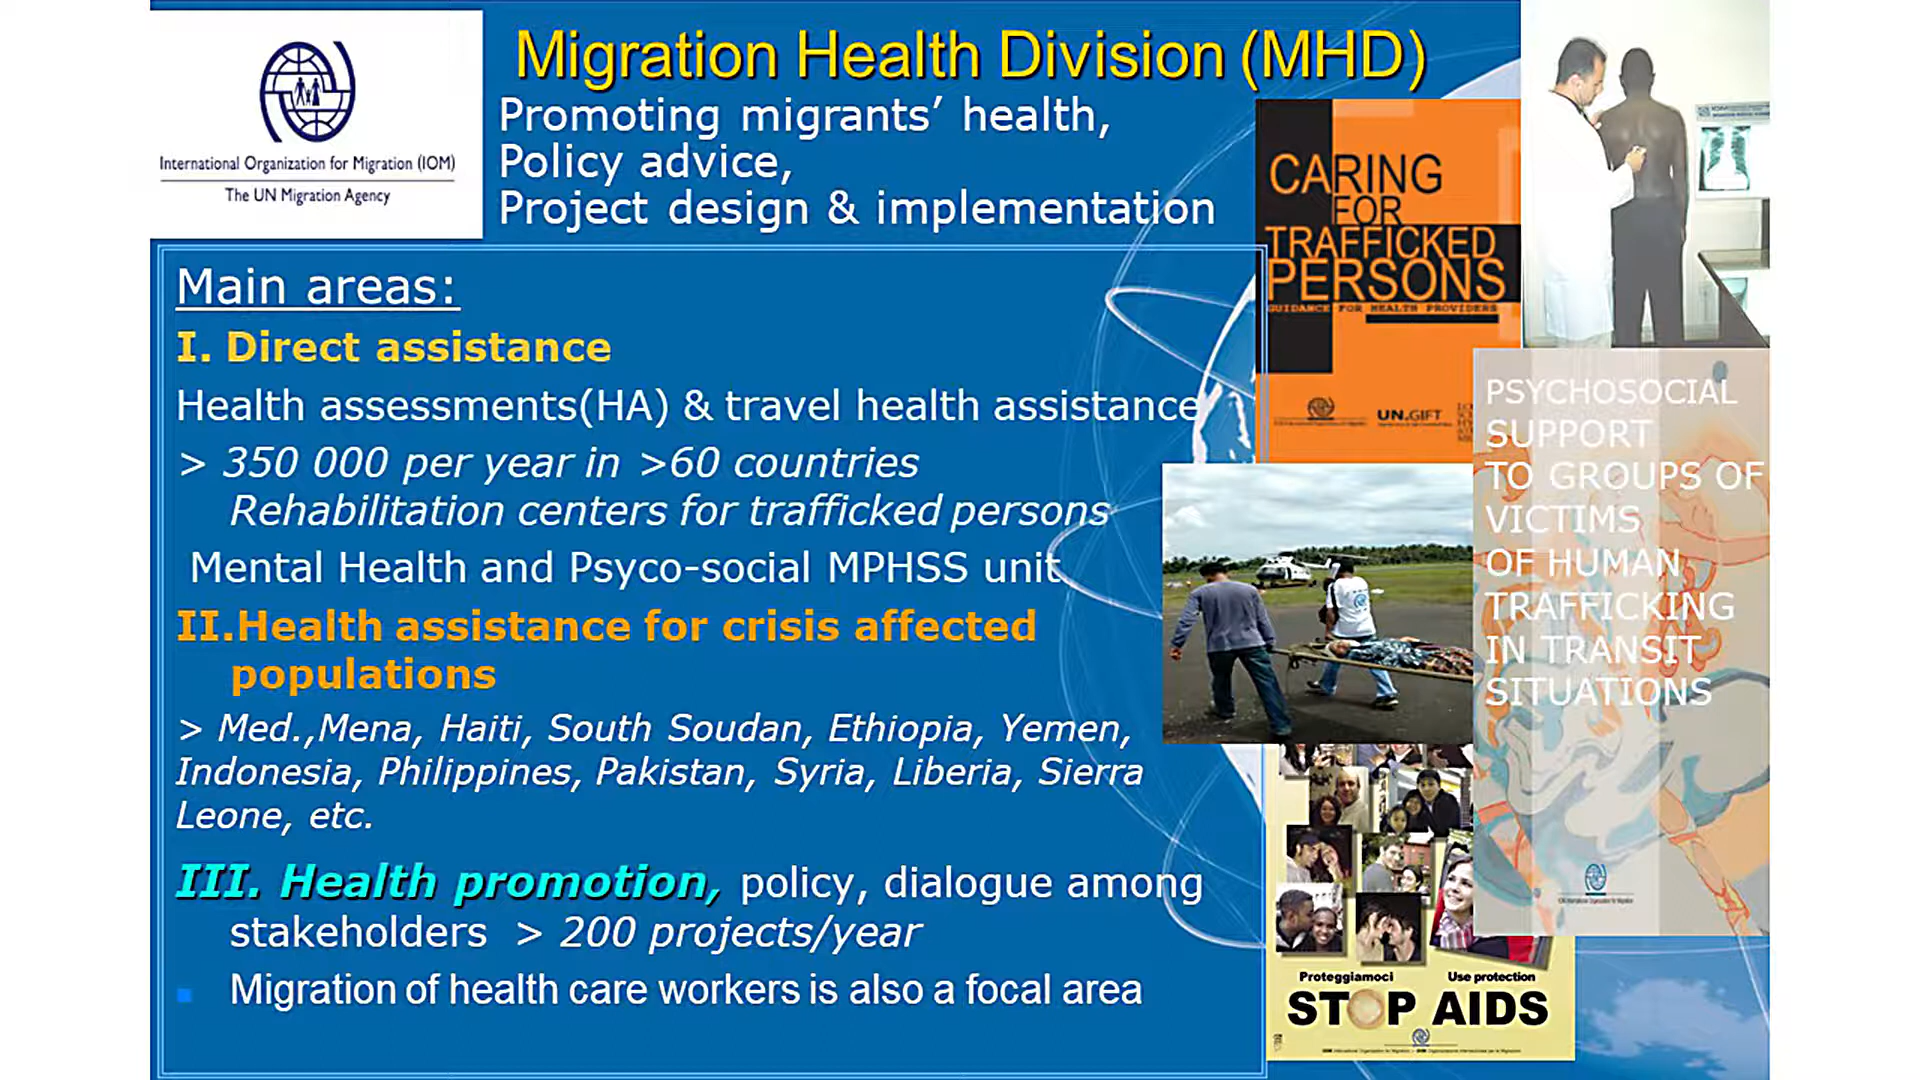 International Organization for Migration (IOM)
The UN Migration Agency
Migration Health Division (MHD)
Promoting migrants’ health,
Policy advice,
Project design & implementation
Main areas:
I. Direct assistance
Health assessments(HA) & travel health assistance
> 350 000 per year in >60 countries
Rehabilitation centers for trafficked persons
Mental Health and Psyco-social MPHSS unit
II.Health assistance for crisis affected
populations
> Med.,Mena, Haiti, South Soudan, Ethiopia, Yemen,
Indonesia, Philippines, Pakistan, Syria, Liberia, Sierra
Leone, etc.
III. Health promotion, policy, dialogue among
stakeholders > 200 projects/year
Migration of health care workers is also a focal area
CARING
FOR
TRAFFICKED
PERSONS
GUIDANCE FOR HEALTH PROVIDERS
UN.GIFT
PSYCHOSOCIAL
SUPPORT
TO GROUPS OF
VICTIMS
OF HUMAN
TRAFFICKING
IN TRANSIT
SITUATIONS
Proteggiamoci
Use protection
STOP AIDS